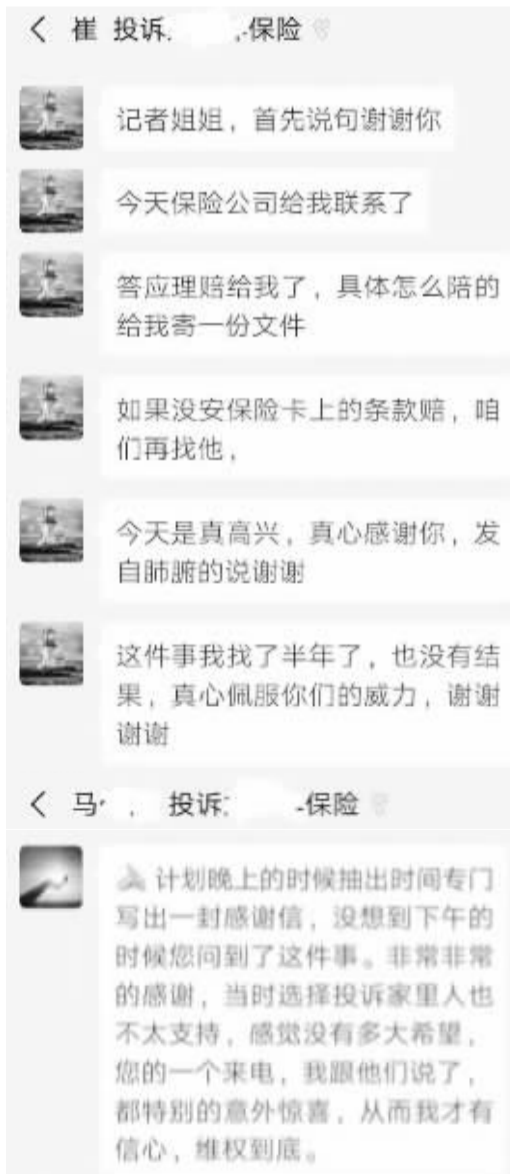 崔 投诉 -保险
记者姐姐，首先说句谢谢你
今天保险公司给我联系了
答应理赔给我了，具体怎么陪的
给我寄一份文件
如果没安保险卡上的条款赔，咱
们再找他，
今天是真高兴，真心感谢你，发
自肺腑的说谢谢
这件事我找了半年了，也没有结
果，真心佩服你们的威力，谢谢
谢谢
马 投诉 -保险
计划晚上的时候抽出时间专门
写出一封感谢信，没想到下午的
时候您问到了这件事。非常非常
的感谢，当时选择投诉家里人也
不太支持，感觉没有多大希望，
您的一个来电，我跟他们说了，
都特别的意外惊喜，从而我才有
信心，维权到底。